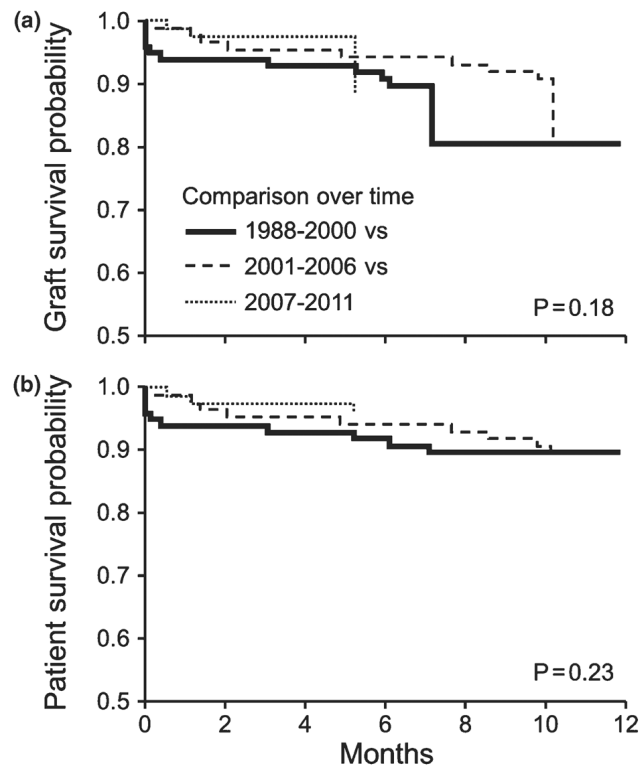 (a)
Graft survival probability
1.0
0.9
0.8
0.7
0.6
0.5
Comparison over time
1988-2000 vs
2001-2006 vs
2007-2011
P=0.18
(b)
Patient survival probability
1.0
0.9
0.8
0.9
0.6
0.5
P=0.23
0 2 4 6 8 10 12
Months